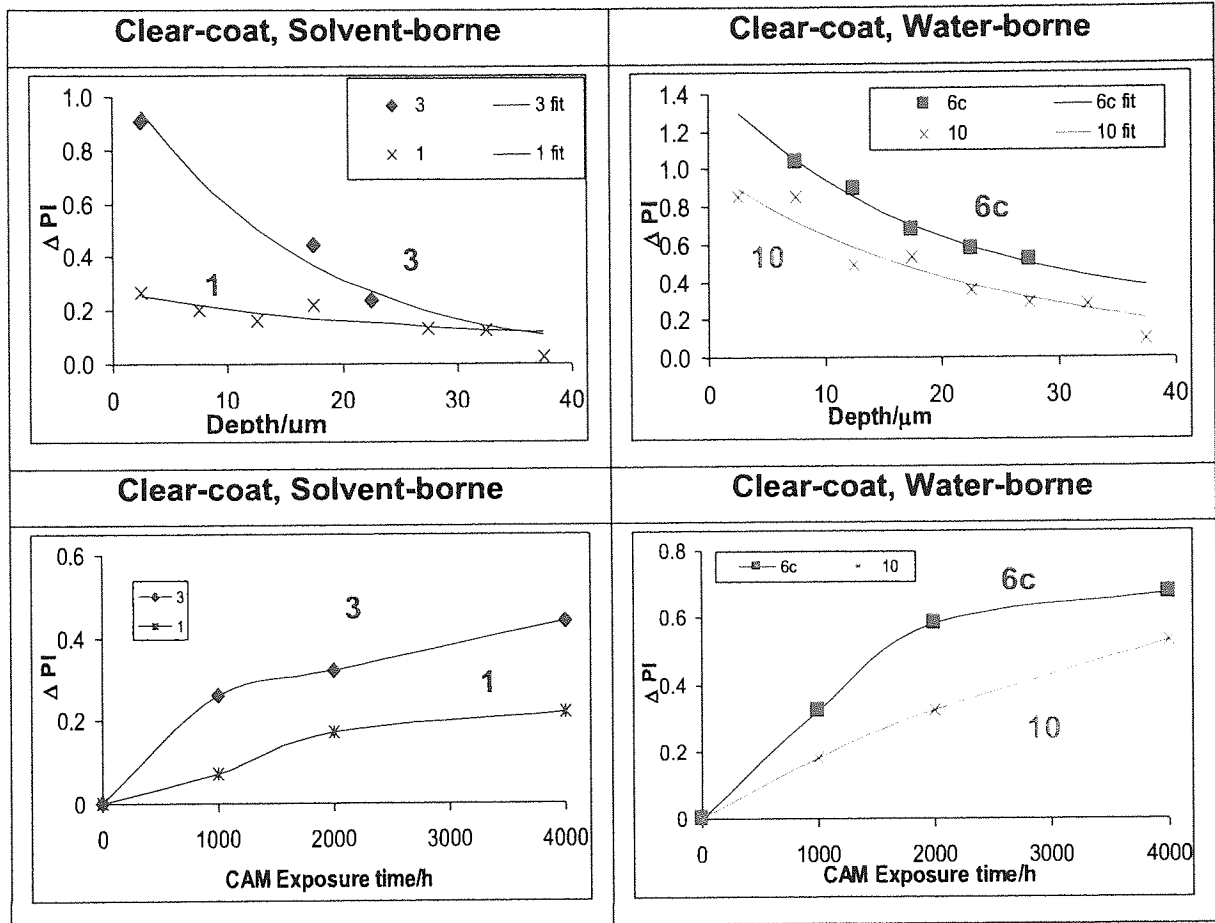 Clear-coat, Solvent-borne
Clear-coat, Water-borne
1.0
0.8
0.6
0.4
0.2
0.0
Δ PI
3
3 fit
1
1 fit
3
1
0
10
20
30
40
Depth/µm
1.4
1.2
1.0
0.8
0.6
0.4
0.2
0.0
Δ PI
6c
6c fit
10
10 fit
6c
10
0
10
20
30
40
Depth/µm
Clear-coat, Solvent-borne
Clear-coat, Water-borne
0.6
0.4
0.2
0
Δ PI
3
1
3
1
0
1000
2000
3000
4000
CAM Exposure time/h
0.8
0.6
0.4
0.2
0
Δ PI
6c
10
6c
10
0
1000
2000
3000
4000
CAM Exposure time/h